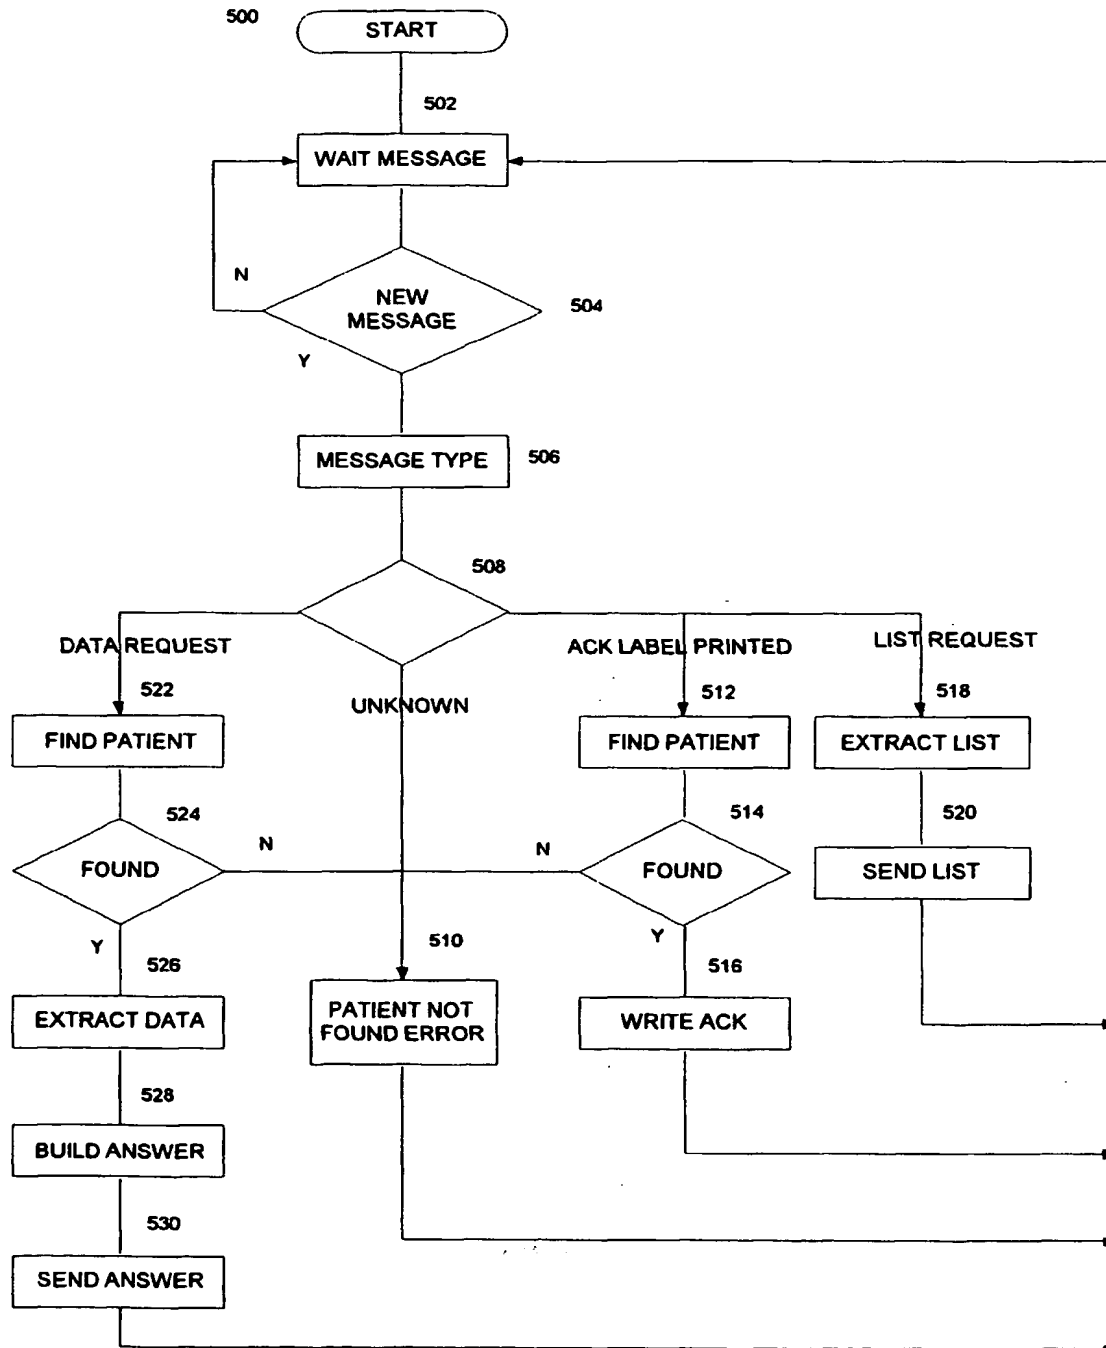 500
START
502
WAIT MESSAGE
N
NEW
MESSAGE
504
Y
MESSAGE TYPE
506
508
DATA REQUEST
ACK LABEL PRINTED
LIST REQUEST
522
UNKNOWN
512
518
FIND PATIENT
FIND PATIENT
EXTRACT LIST
524
514
520
FOUND
N
N
FOUND
SEND LIST
Y
510
Y
526
516
EXTRACT DATA
PATIENT NOT
FOUND ERROR
WRITE ACK
528
BUILD ANSWER
530
SEND ANSWER